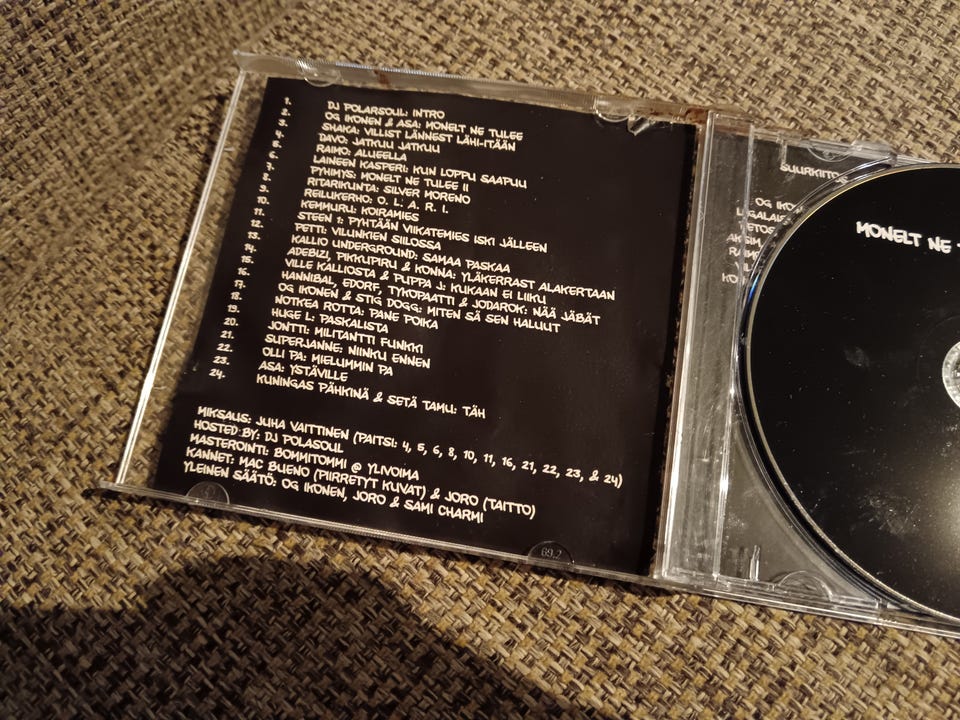 1. DJ POLARSOUL: INTRO
2. OG IKONEN & ASA: MONELT NE TULEE
3. SHAKA: VILLIST LÄNNEST LÄHI-ITÄÄN
4. DAVO: JATKUU JATKUU
5. RAIMO: ALUEELLA
6. LAINEEN KASPERI: KUN LOPPU SAAPUU
7. PYHIMYS: MONELT NE TULEE II
8. RITARIKUNTA: SILVER MORENO
9. REILUKERHO: O. L. A. R. I.
10. KEMMURU: KOIRAMIES
11. STEEN 1: PYHTÄÄN VIIKATEMIES ISKI JÄLLEEN
12. PETTI: VILUNKIEN SIILOSSA
13. KALLIO UNDERGROUND: SAMAA PASKAA
14. ADEBIZI, PIKKUPIRU & KONNA: YLÄKERRAST ALAKERTAAN
15. VILLE KALLIOSTA & PUPPA J: KUKAAN EI LIIKU
16. HANNIBAL, EDORF, TYKOPAATTI & JODAROK: NÄÄ JÄBÄT
17. OG IKONEN & STIG DOGG: MITEN SÄ SEN HALUUT
18. NOTKEA ROTTA: PANE POIKA
19. HUGE L: PASKALISTA
20. JONTTI: MILITANTTI FUNKKI
21. SUPERJANNE: NIINKU ENNEN
22. OLLI PA: MIELUMMIN PA
23. ASA: YSTÄVILLE
24. KUNINGAS PÄHKINÄ & SETÄ TAMU: TÄH
MIKSAUS: JUHA VAITTINEN (PAITSI: 4, 5, 6, 8, 10, 11, 16, 21, 22, 23, & 24)
HOSTED BY: DJ POLASOUL
MASTEROINTI: BOMMITOMMI @ YLIVOIMA
KANNET: MAC BUENO (PIIRRETYT KUVAT) & JORO (TAITTO)
YLEINEN SÄÄTÖ: OG IKONEN, JORO & SAMI CHARMI
69.2
SUURKIITOS
OG
MONELT NE